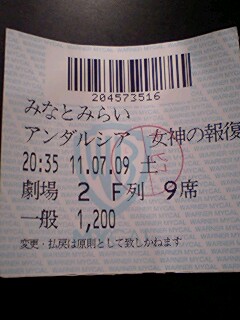 204573516
みなとみらい
アンダルシア 女神の報復
20:35 11.07.09 土
劇場 2 F列 9席
一般 1,200
変更・払戻は原則として致しかねます